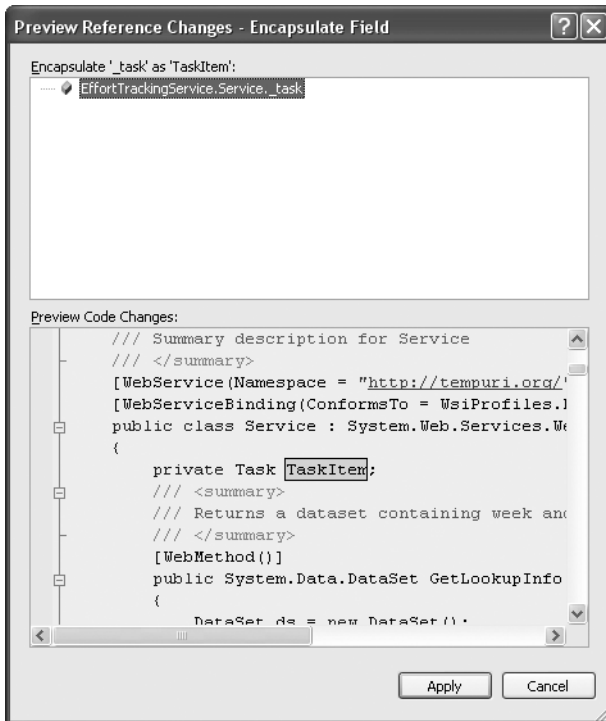 Preview Reference Changes - Encapsulate Field
Encapsulate '_task' as 'TaskItem':
EffortTrackingService.Service._task
Preview Code Changes:
/// Summary description for Service
/// </summary>
[WebService(Namespace = "http://tempuri.org/"
[WebServiceBinding(ConformsTo = WsiProfiles.
public class Service : System.Web.Services.We
{
private Task TaskItem;
/// <summary>
/// Returns a dataset containing week and
/// </summary>
[WebMethod()]
public System.Data.DataSet GetLookupInfo
{
DataSet ds = new DataSet();
Apply
Cancel